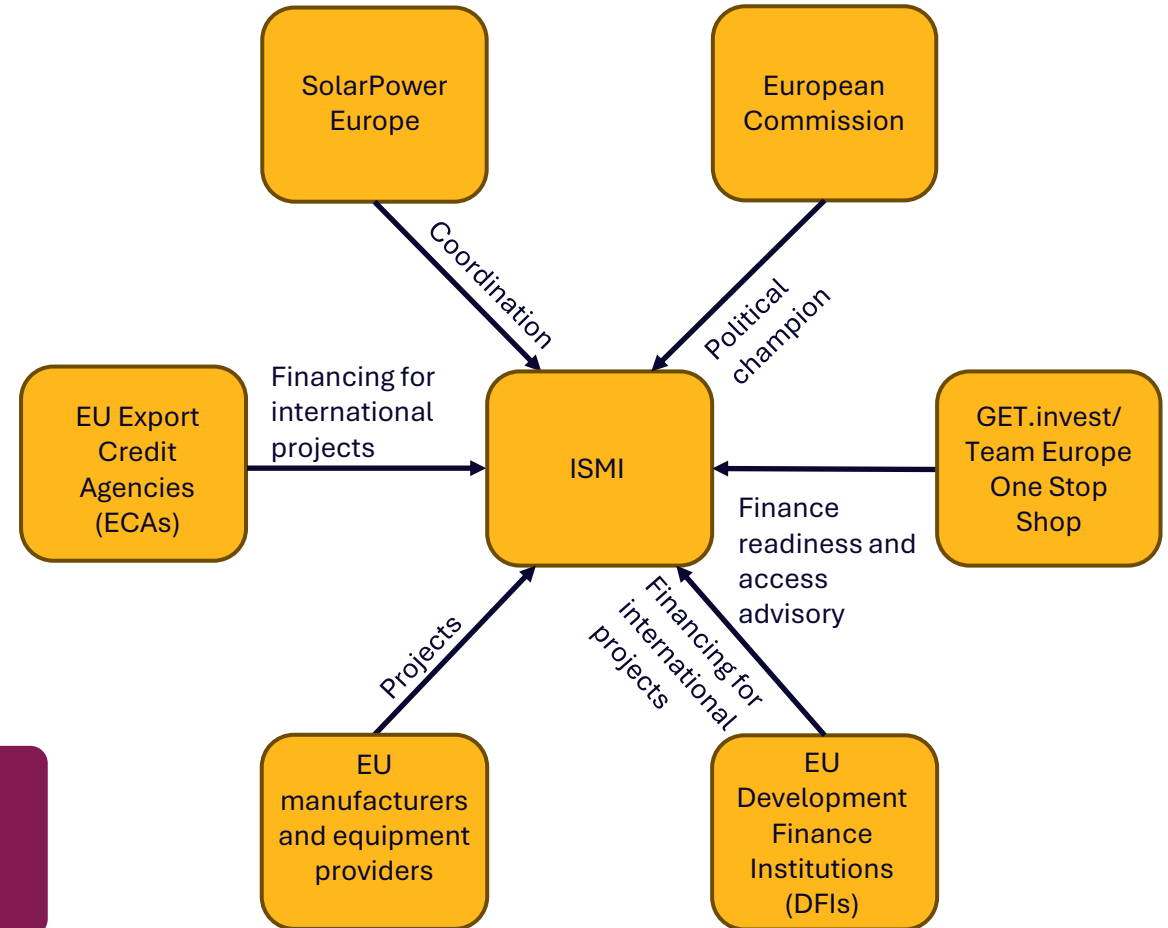 SolarPower
Europe
European
Commission
Coordination
Political
champion
EU Export
Credit
Agencies
(ECAs)
Financing for
international
projects
ISMI
GET.invest/
Team Europe
One Stop
Shop
Finance
readiness and
access
advisory
Projects
Financing for
international
projects
EU
manufacturers
and equipment
providers
EU
Development
Finance
Institutions
(DFIs)